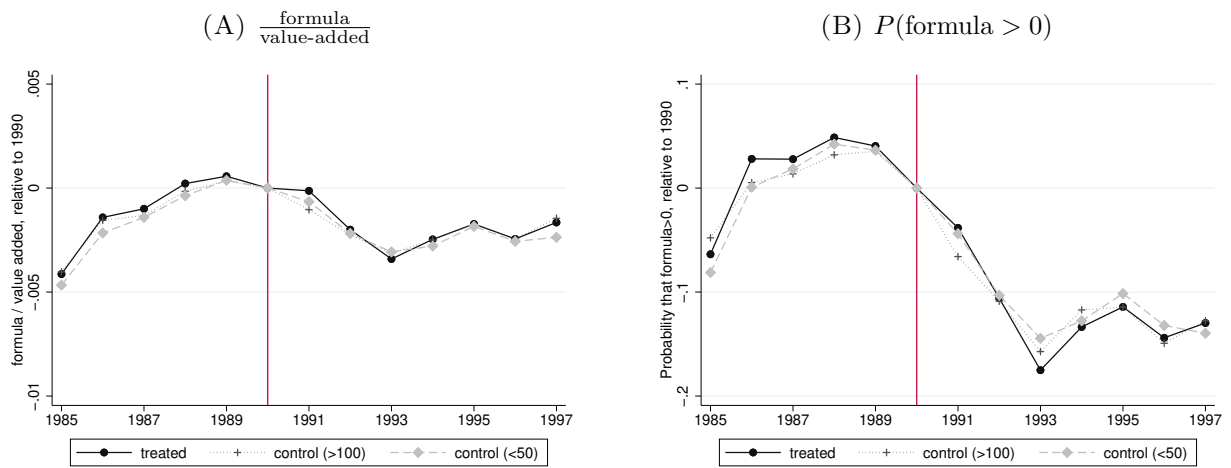 (A) formula / value-added
formula / value added, relative to 1990
.005
0
-.005
-.01
1985 1987 1989 1991 1993 1995 1997
treated control (>100) control (<50)
(B) P(formula > 0)
Probability that formula>0, relative to 1990
.1
0
-.1
-.2
1985 1987 1989 1991 1993 1995 1997
treated control (>100) control (<50)